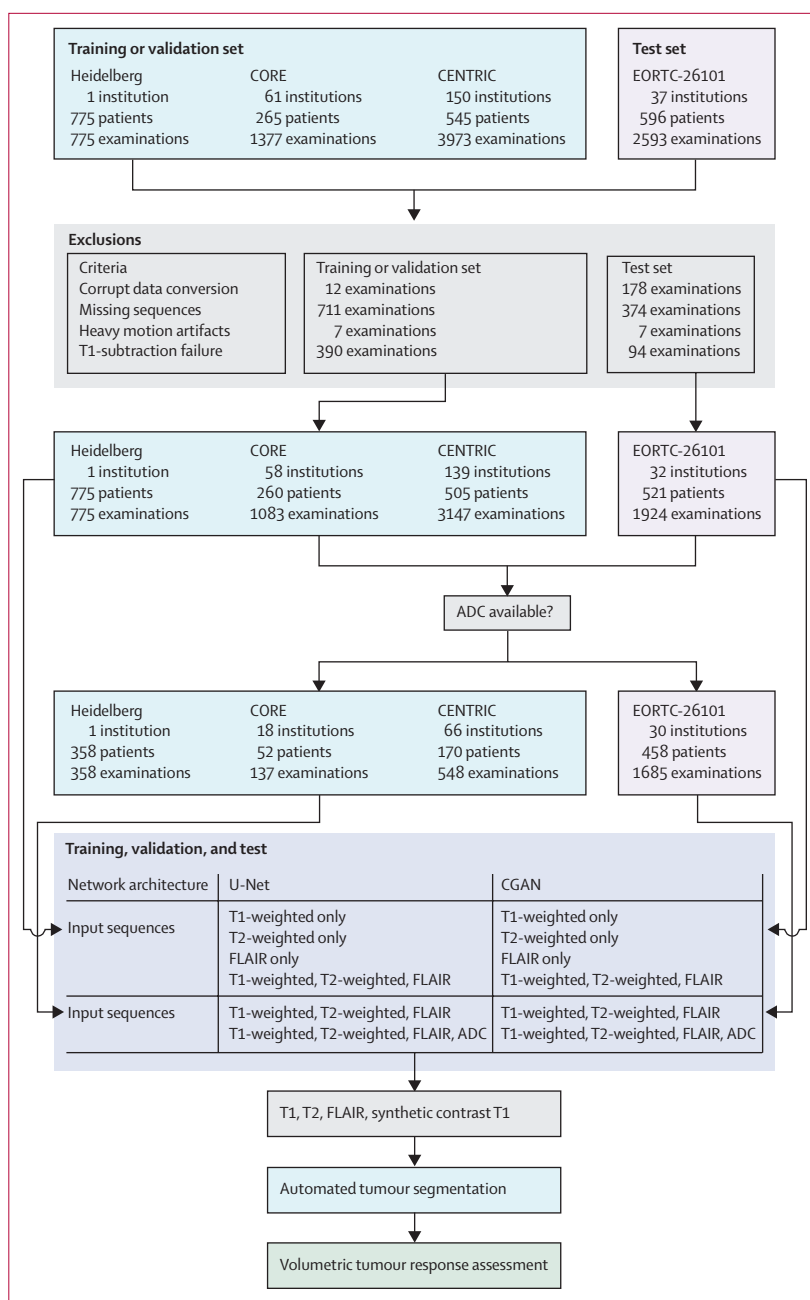 Training or validation set
Heidelberg
1 institution
775 patients
775 examinations
CORE
61 institutions
265 patients
1377 examinations
CENTRIC
150 institutions
545 patients
3973 examinations
Test set
EORTC-26101
37 institutions
596 patients
2593 examinations
Exclusions
Criteria
Corrupt data conversion
Missing sequences
Heavy motion artifacts
T1-subtraction failure
Training or validation set
12 examinations
711 examinations
7 examinations
390 examinations
Test set
178 examinations
374 examinations
7 examinations
94 examinations
Heidelberg
1 institution
775 patients
775 examinations
CORE
58 institutions
260 patients
1083 examinations
CENTRIC
139 institutions
505 patients
3147 examinations
EORTC-26101
32 institutions
521 patients
1924 examinations
ADC available?
Heidelberg
1 institution
358 patients
358 examinations
CORE
18 institutions
52 patients
137 examinations
CENTRIC
66 institutions
170 patients
548 examinations
EORTC-26101
30 institutions
458 patients
1685 examinations
Training, validation, and test
Network architecture
U-Net
CGAN
Input sequences
T1-weighted only
T2-weighted only
FLAIR only
T1-weighted, T2-weighted, FLAIR
T1-weighted only
T2-weighted only
FLAIR only
T1-weighted, T2-weighted, FLAIR
Input sequences
T1-weighted, T2-weighted, FLAIR
T1-weighted, T2-weighted, FLAIR, ADC
T1-weighted, T2-weighted, FLAIR
T1-weighted, T2-weighted, FLAIR, ADC
T1, T2, FLAIR, synthetic contrast T1
Automated tumour segmentation
Volumetric tumour response assessment